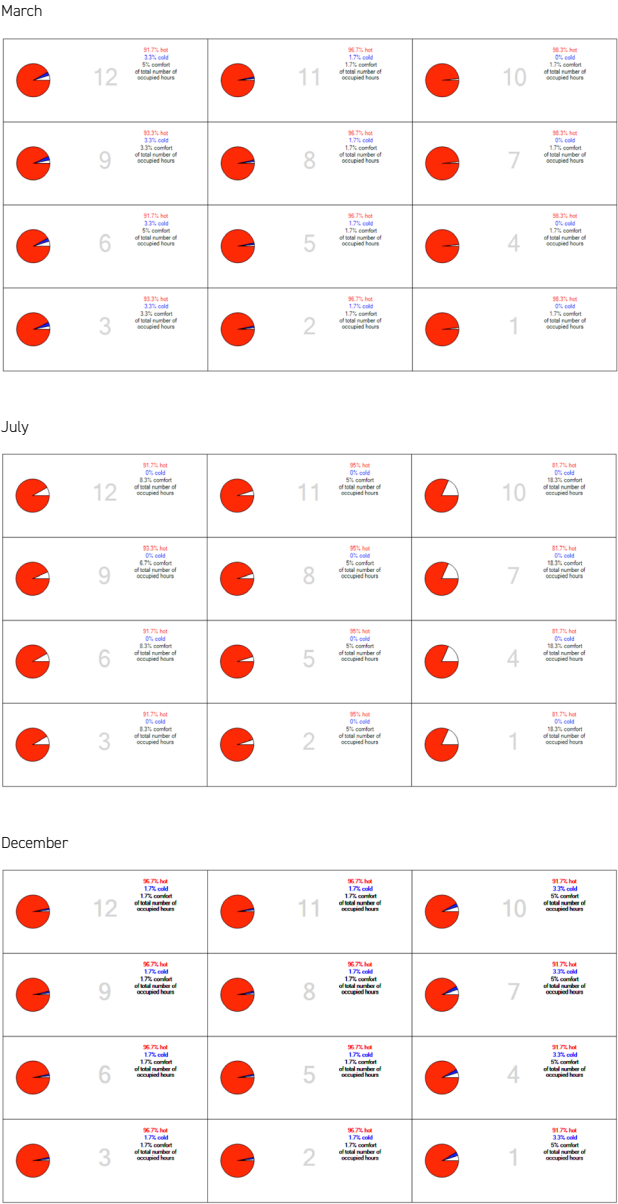 March
12
91.7% hot
3.3% cold
5% comfort
of total number of
occupied hours
11
96.7% hot
1.7% cold
1.7% comfort
of total number of
occupied hours
10
98.3% hot
0% cold
1.7% comfort
of total number of
occupied hours
9
93.3% hot
3.3% cold
3.3% comfort
of total number of
occupied hours
8
96.7% hot
1.7% cold
1.7% comfort
of total number of
occupied hours
7
98.3% hot
0% cold
1.7% comfort
of total number of
occupied hours
6
91.7% hot
3.3% cold
5% comfort
of total number of
occupied hours
5
96.7% hot
1.7% cold
1.7% comfort
of total number of
occupied hours
4
98.3% hot
0% cold
1.7% comfort
of total number of
occupied hours
3
93.3% hot
3.3% cold
3.3% comfort
of total number of
occupied hours
2
96.7% hot
1.7% cold
1.7% comfort
of total number of
occupied hours
1
98.3% hot
0% cold
1.7% comfort
of total number of
occupied hours
July
12
91.7% hot
0% cold
8.3% comfort
of total number of
occupied hours
11
95% hot
0% cold
5% comfort
of total number of
occupied hours
10
81.7% hot
0% cold
18.3% comfort
of total number of
occupied hours
9
93.3% hot
0% cold
6.7% comfort
of total number of
occupied hours
8
95% hot
0% cold
5% comfort
of total number of
occupied hours
7
81.7% hot
0% cold
18.3% comfort
of total number of
occupied hours
6
91.7% hot
0% cold
8.3% comfort
of total number of
occupied hours
5
95% hot
0% cold
5% comfort
of total number of
occupied hours
4
81.7% hot
0% cold
18.3% comfort
of total number of
occupied hours
3
91.7% hot
0% cold
8.3% comfort
of total number of
occupied hours
2
95% hot
0% cold
5% comfort
of total number of
occupied hours
1
81.7% hot
0% cold
18.3% comfort
of total number of
occupied hours
December
12
96.7% hot
1.7% cold
1.7% comfort
of total number of
occupied hours
11
96.7% hot
1.7% cold
1.7% comfort
of total number of
occupied hours
10
91.7% hot
3.3% cold
5% comfort
of total number of
occupied hours
9
96.7% hot
1.7% cold
1.7% comfort
of total number of
occupied hours
8
96.7% hot
1.7% cold
1.7% comfort
of total number of
occupied hours
7
91.7% hot
3.3% cold
5% comfort
of total number of
occupied hours
6
96.7% hot
1.7% cold
1.7% comfort
of total number of
occupied hours
5
96.7% hot
1.7% cold
1.7% comfort
of total number of
occupied hours
4
91.7% hot
3.3% cold
5% comfort
of total number of
occupied hours
3
96.7% hot
1.7% cold
1.7% comfort
of total number of
occupied hours
2
96.7% hot
1.7% cold
1.7% comfort
of total number of
occupied hours
1
91.7% hot
3.3% cold
5% comfort
of total number of
occupied hours